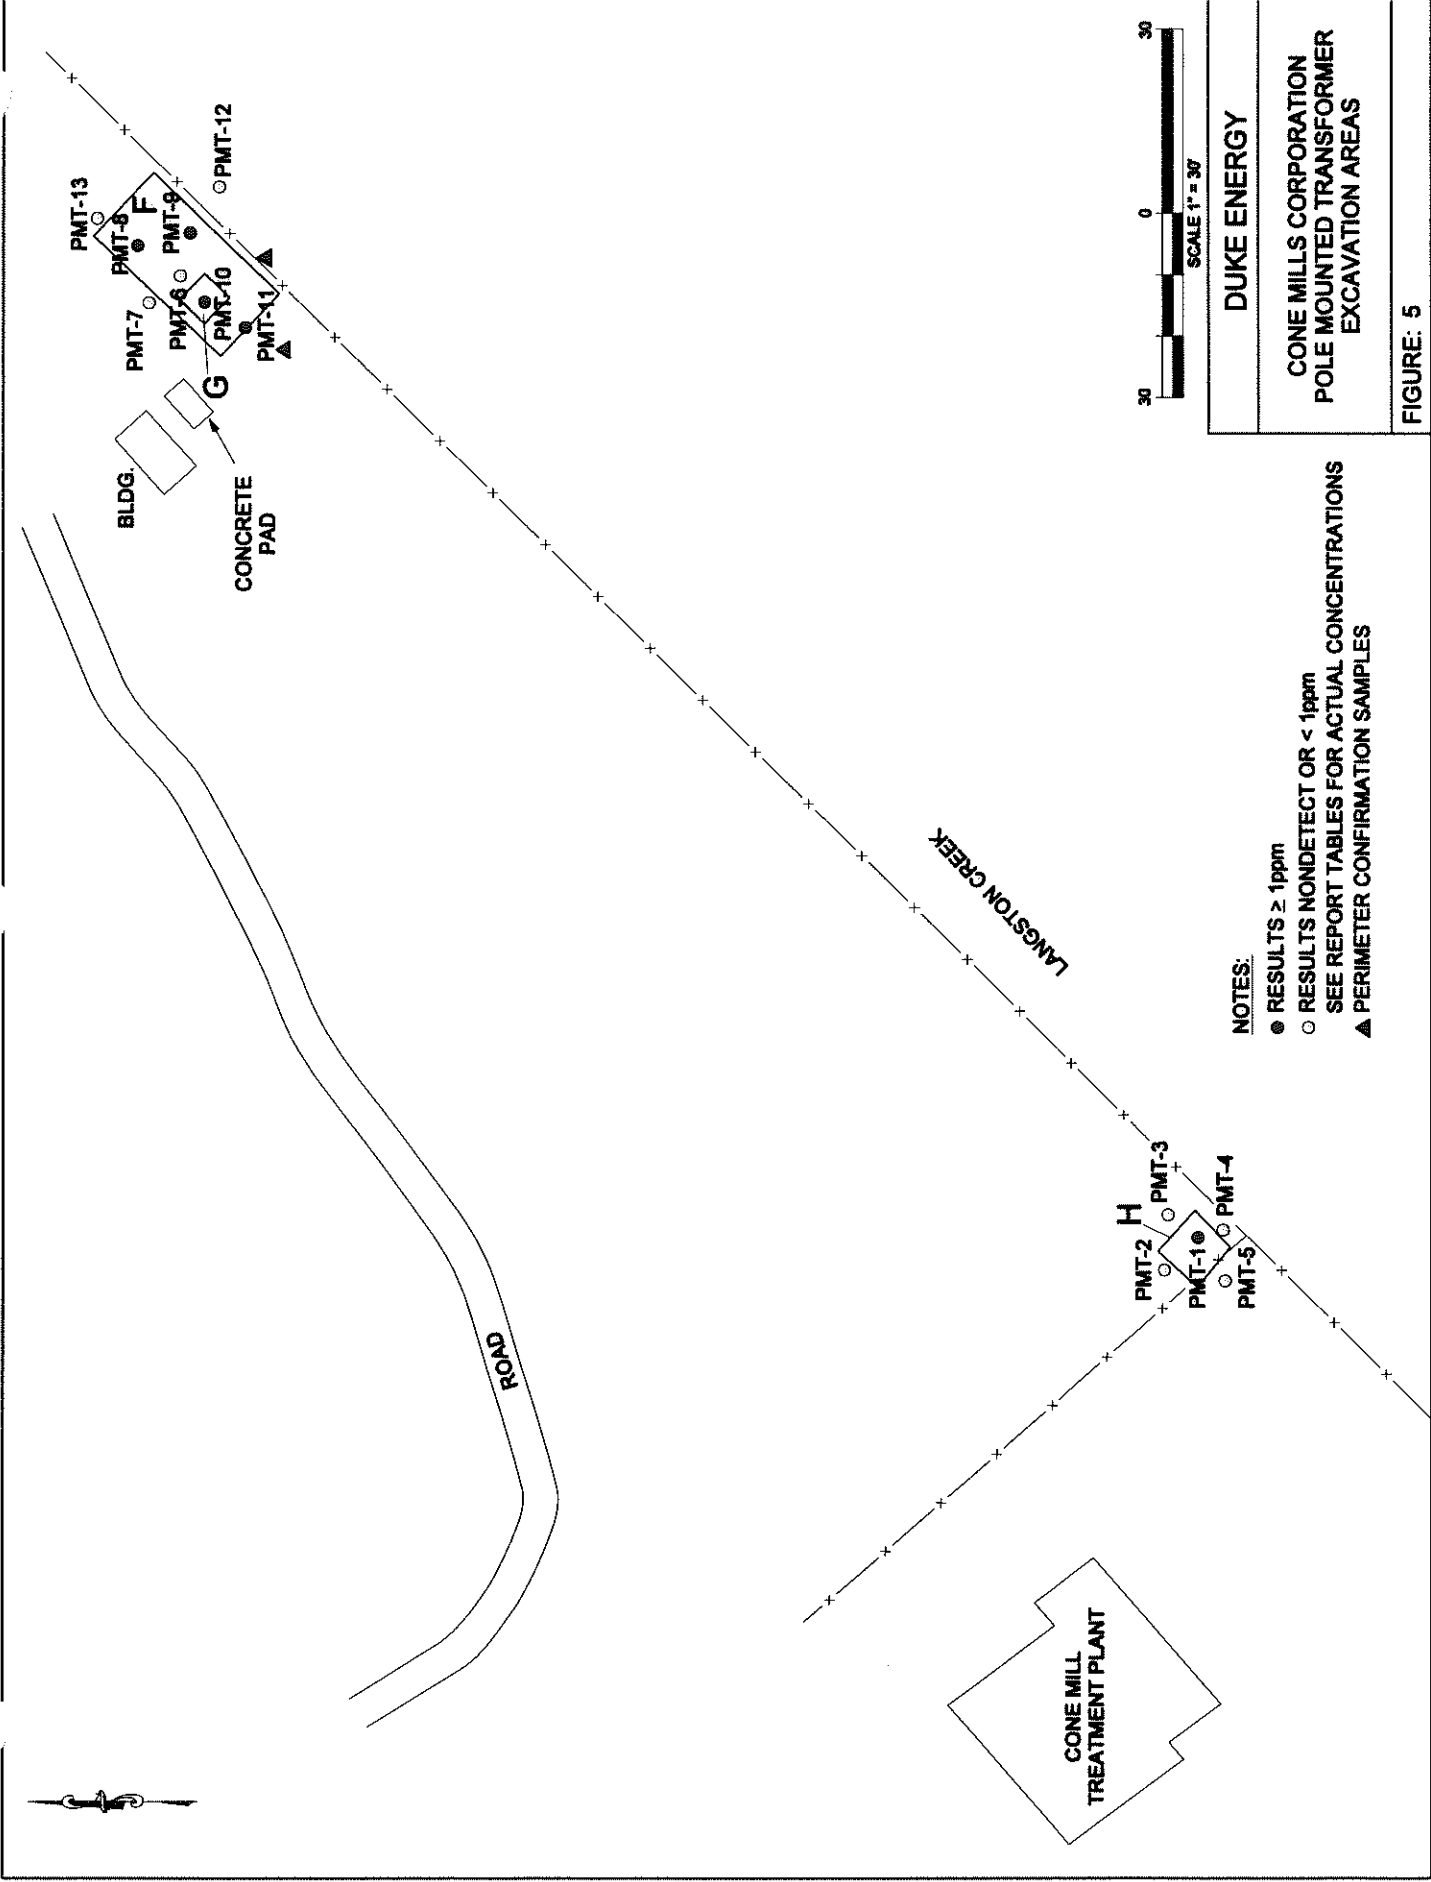 PMT-13
PMT-8
F
PMT-9
PMT-12
PMT-7
PMT-6
PMT-10
PMT-11
G
BLDG.
CONCRETE
PAD
ROAD
LANGSTON CREEK
H
PMT-3
PMT-2
PMT-4
PMT-1
PMT-5
CONE MILL
TREATMENT PLANT
NOTES:
● RESULTS ≥ 1ppm
○ RESULTS NONDETECT OR < 1ppm
SEE REPORT TABLES FOR ACTUAL CONCENTRATIONS
▲ PERIMETER CONFIRMATION SAMPLES
30 0 30
SCALE 1" = 30'
DUKE ENERGY
CONE MILLS CORPORATION
POLE MOUNTED TRANSFORMER
EXCAVATION AREAS
FIGURE: 5